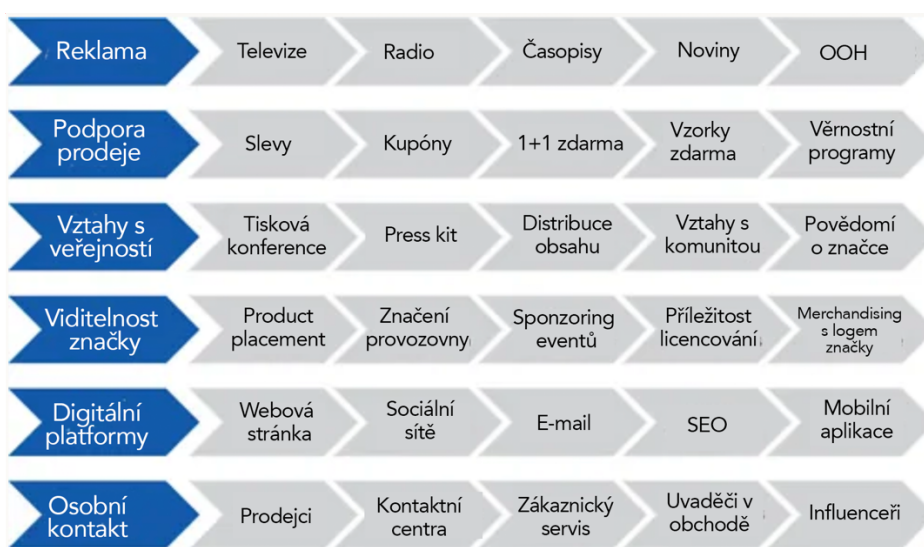 Reklama
Televize
Radio
Časopisy
Noviny
OOH
Podpora
prodeje
Slevy
Kupóny
1+1 zdarma
Vzorky
zdarma
Věrnostní
programy
Vztahy s
veřejností
Tisková
konference
Press kit
Distribuce
obsahu
Vztahy s
komunitou
Povědomí
o značce
Viditelnost
značky
Product
placement
Značení
provozovny
Sponzoring
eventů
Příležitost
licencování
Merchandising
s logem
značky
Digitální
platformy
Webová
stránka
Sociální
sítě
E-mail
SEO
Mobilní
aplikace
Osobní
kontakt
Prodejci
Kontaktní
centra
Zákaznický
servis
Uvaděči v
obchodě
Influenceři